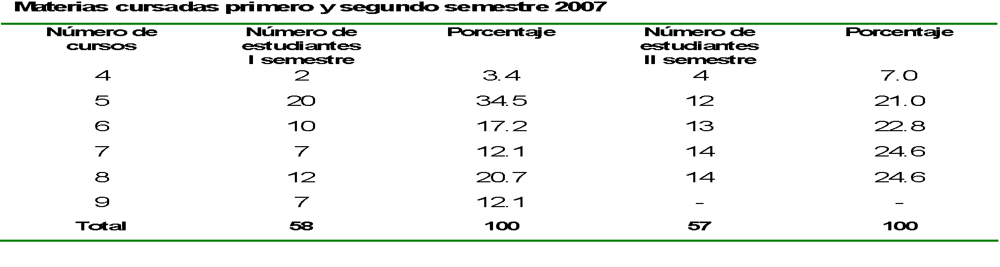 Materias cursadas primero y segundo semestre 2007
Número de cursos Número de estudiantes I semestre Porcentaje Número de estudiantes II semestre Porcentaje
4 2 3.4 4 7.0
5 20 34.5 12 21.0
6 10 17.2 13 22.8
7 7 12.1 14 24.6
8 12 20.7 14 24.6
9 7 12.1 - -
Total 58 100 57 100